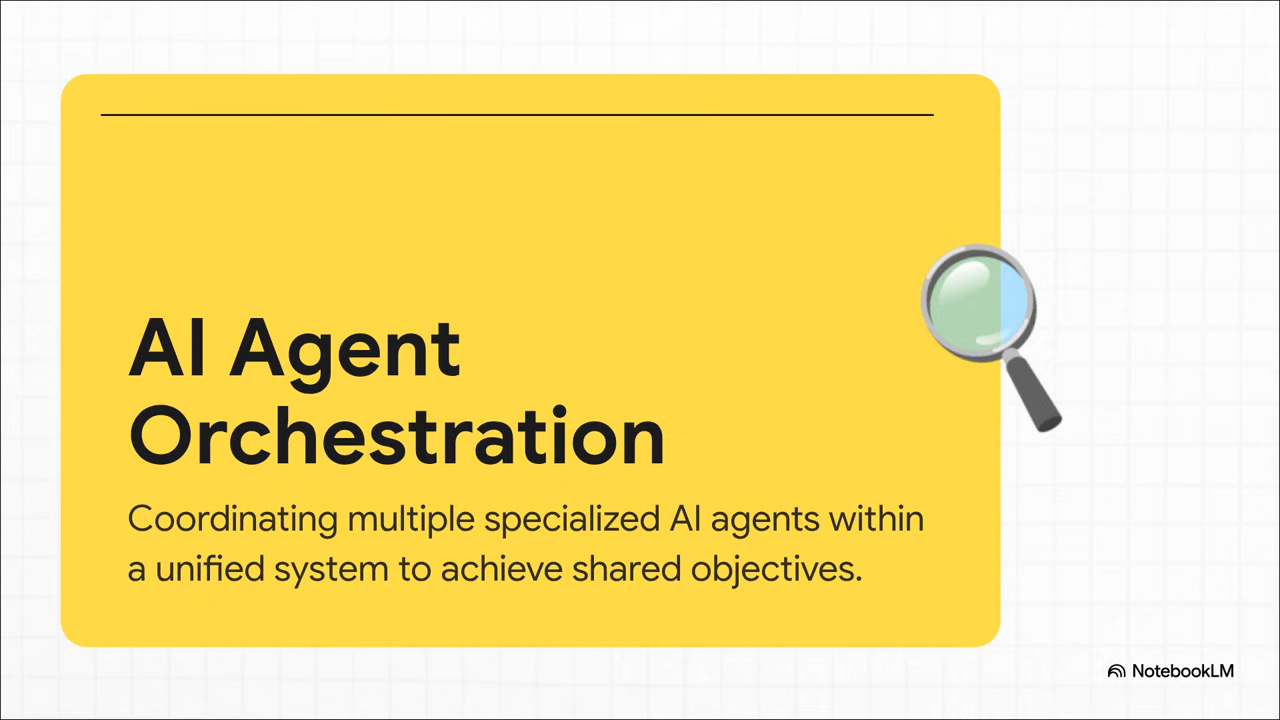 AI Agent
Orchestration
Coordinating multiple specialized AI agents within
a unified system to achieve shared objectives.
NotebookLM